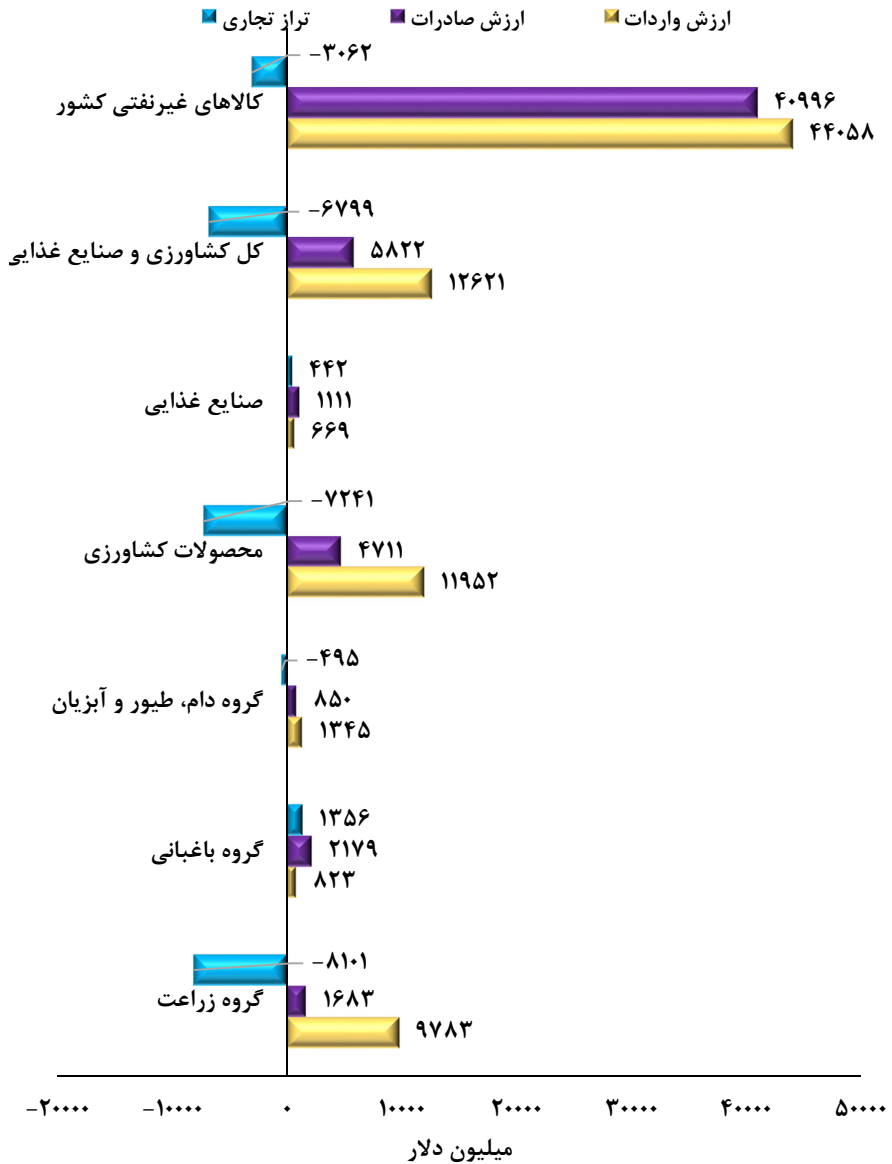 ارزش واردات ارزش صادرات تراز تجاری
-۳۰۶۲
کالاهای غیرنفتی کشور
۴۰۹۹۶
۴۴۰۵۸
-۶۷۹۹
کل کشاورزی و صنایع غذایی
۵۸۲۲
۱۲۶۲۱
۴۴۲
صنایع غذایی
۱۱۱۱
۶۶۹
-۷۲۴۱
محصولات کشاورزی
۴۷۱۱
۱۱۹۵۲
-۴۹۵
گروه دام، طیور و آبزیان
۸۵۰
۱۳۴۵
۱۳۵۶
گروه باغبانی
۲۱۷۹
۸۲۳
-۸۱۰۱
گروه زراعت
۱۶۸۳
۹۷۸۳
-۲۰۰۰۰ -۱۰۰۰۰ ۰ ۱۰۰۰۰ ۲۰۰۰۰ ۳۰۰۰۰ ۴۰۰۰۰ ۵۰۰۰۰
میلیون دلار